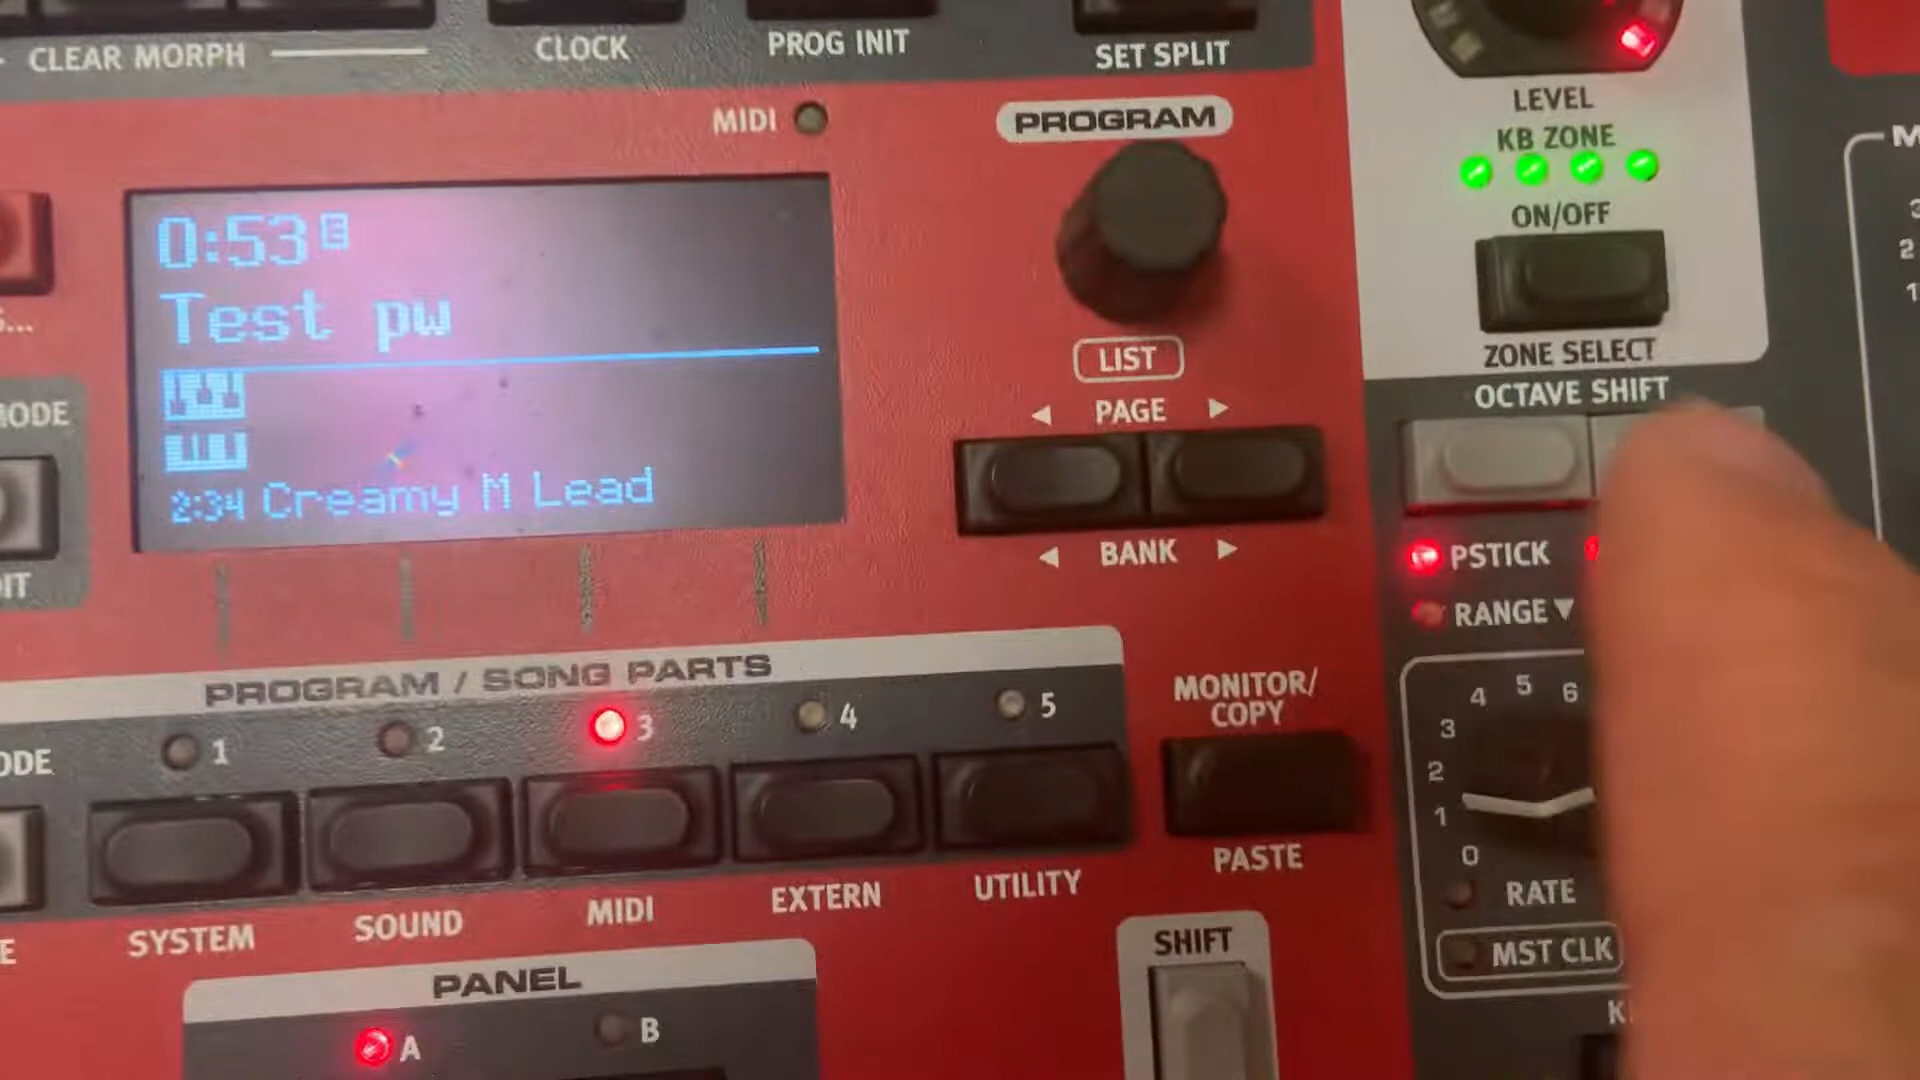 CLEAR MORPH
CLOCK
PROG INIT
SET SPLIT
MIDI
PROGRAM
LEVEL
KB ZONE
ON/OFF
ZONE SELECT
OCTAVE SHIFT
0:53 E
Test pw
2:34 Creamy M Lead
LIST
◄ PAGE ►
◄ BANK ►
PSTICK
RANGE ▼
PROGRAM / SONG PARTS
1
2
3
4
5
MONITOR/
COPY
PASTE
SYSTEM
SOUND
MIDI
EXTERN
UTILITY
SHIFT
PANEL
A
B
4 5 6
3
2
1
0
RATE
MST CLK
3
2
1